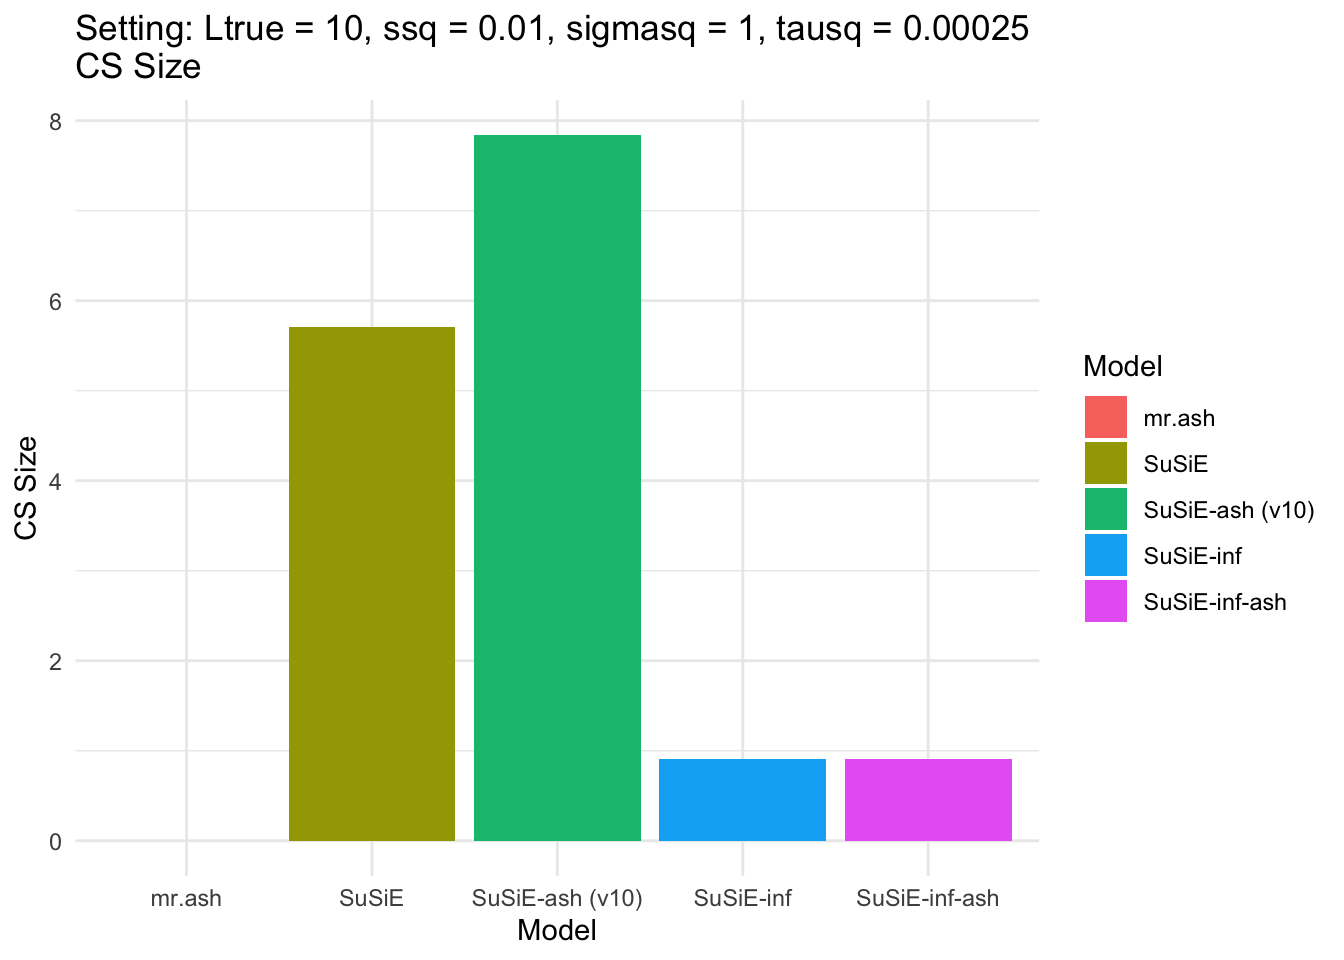 Setting: Ltrue = 10, ssq = 0.01, sigmasq = 1, tausq = 0.00025
CS Size
8
6
4
2
0
CS Size
mr.ash
SuSiE
SuSiE-ash (v10)
SuSiE-inf
SuSiE-inf-ash
Model
Model
mr.ash
SuSiE
SuSiE-ash (v10)
SuSiE-inf
SuSiE-inf-ash